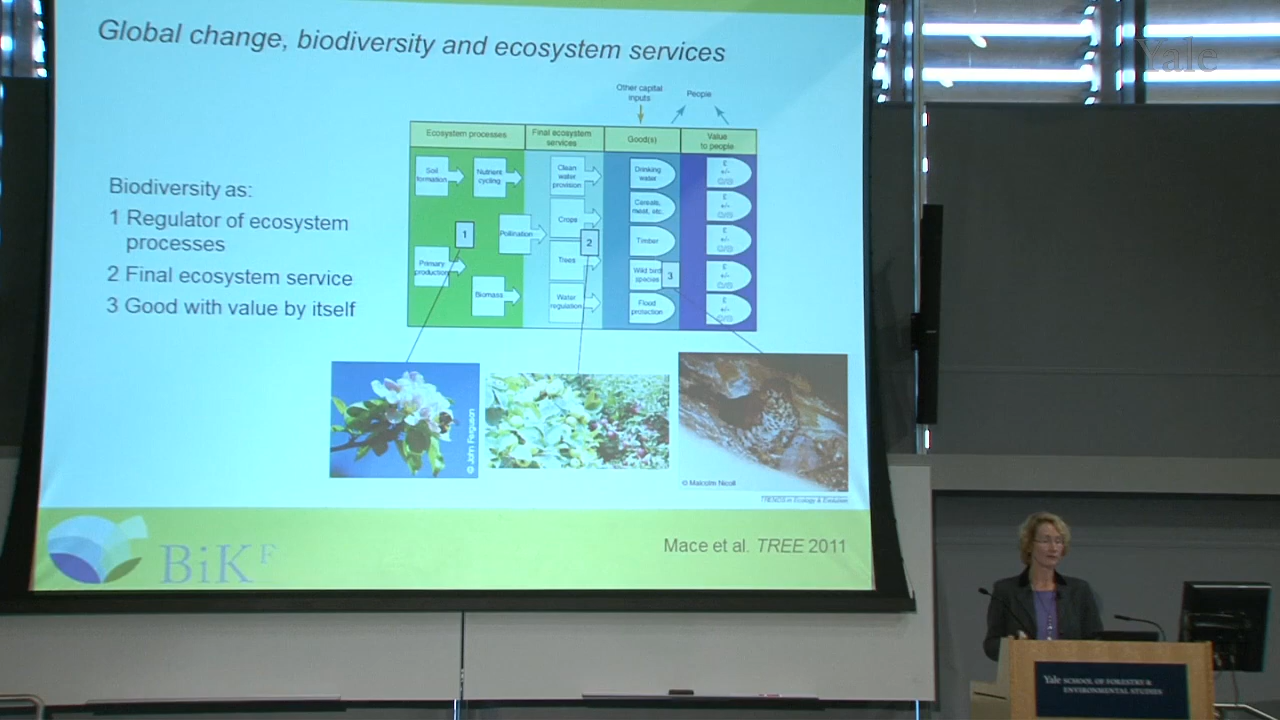 Global change, biodiversity and ecosystem services
Yale
Other capital
inputs
People
Ecosystem processes
Final ecosystem
services
Good(s)
Value
to people
Biodiversity as:
1 Regulator of ecosystem
processes
2 Final ecosystem service
3 Good with value by itself
Soil
formation
Nutrient
cycling
Clean
water
provision
Drinking
water
£
+/-
Crops
Cereals,
meat, etc.
£
+/-
1
Pollination
2
Timber
£
+/-
Primary
production
Trees
Wild bird
species
3
£
+/-
Biomass
Water
regulation
Flood
protection
£
+/-
© John Ferguson
© Malcolm Nicoll
TRENDS in Ecology & Evolution
BiK F
Mace et al. TREE 2011
Yale SCHOOL OF FORESTRY &
ENVIRONMENTAL STUDIES